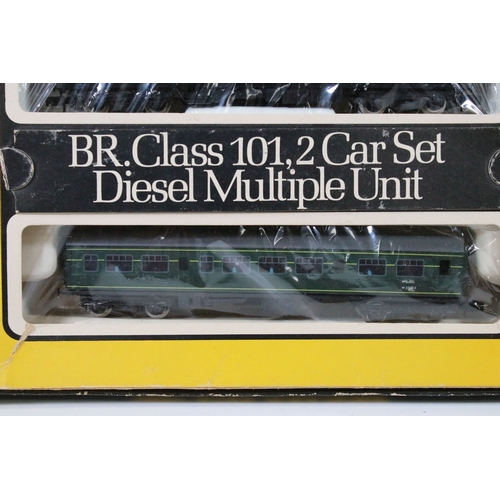 BR.Class 101,2 Car Set
Diesel Multiple Unit